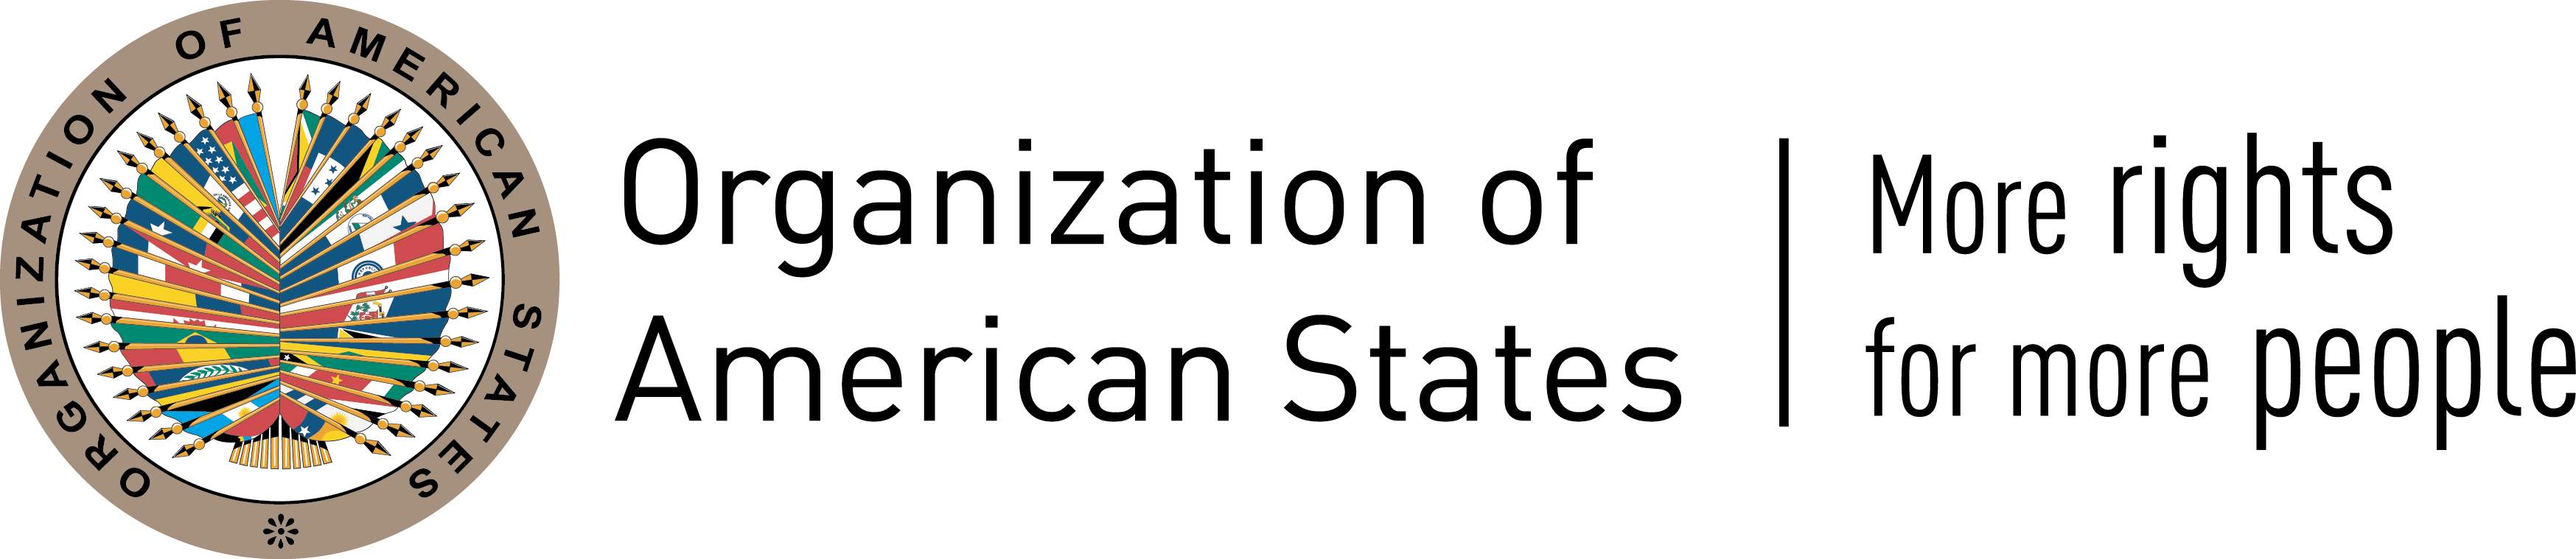 ORGANIZATION OF AMERICAN STATES
Organization of
American States
More rights
for more people